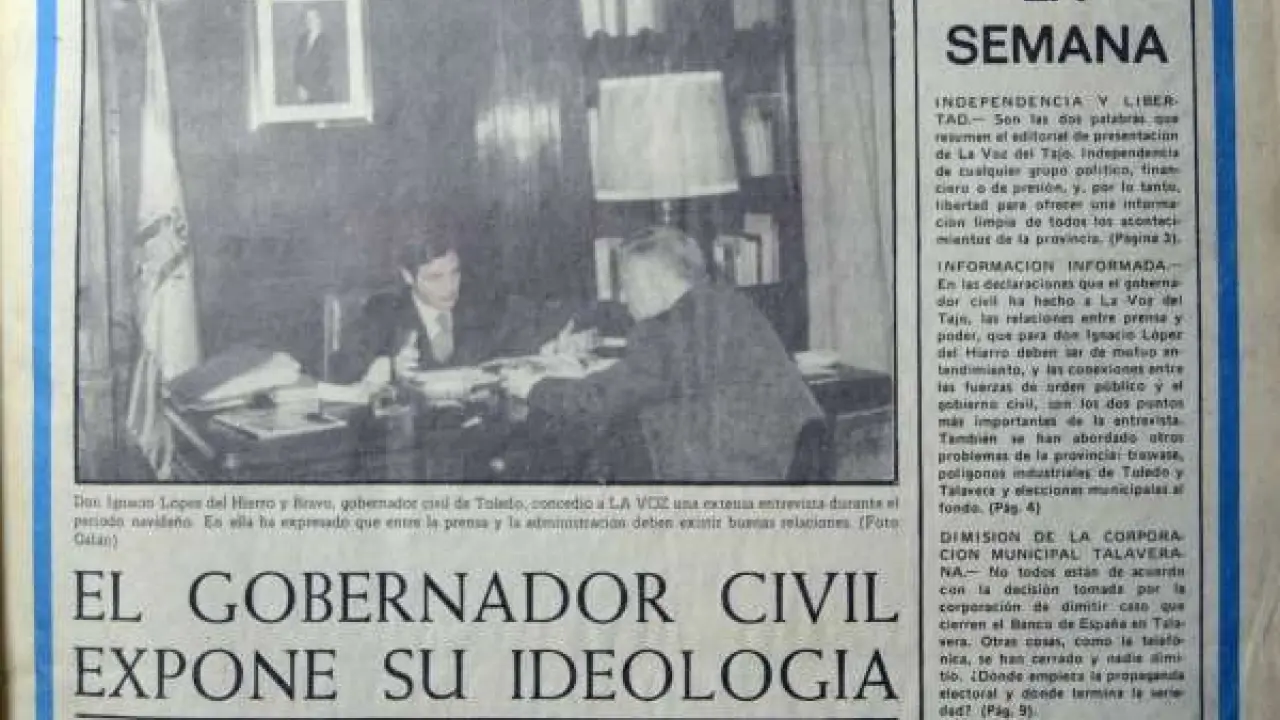 Don Ignacio Lopes del Hierro y Bravo, gobernador civil de Toledo, concedio a LA VOZ una extensa entrevista durante el
periodo navideño. En ella ha expresado que entre la prensa y la administración deben existir buenas relaciones. (Foto
Galan)
EL GOBERNADOR CIVIL
EXPONE SU IDEOLOGIA
SEMANA
INDEPENDENCIA Y LIBER-
TAD.— Son las dos palabras que
resumen el editorial de presentación
de La Voz del Tajo. Independencia
de cualquier grupo político, finan-
ciero o de presión, y, por lo tanto,
libertad para ofrecer una informa-
ción limpia de todos los aconteci-
mientos de la provincia. (Página 3).
INFORMACION INFORMADA.—
En las declaraciones que el goberna-
dor civil ha hecho a La Voz del
Tajo, las relaciones entre prensa y
poder, que para don Ignacio López
del Hierro deben ser de mutuo en-
tendimiento, y las conexiones entre
las fuerzas de orden público y el
gobierno civil, son los dos puntos
más importantes de la entrevista.
También se han abordado otros
problemas de la provincia: trasvase,
polígonos industriales de Toledo y
Talavera y elecciones municipales al
fondo. (Pág. 4)
DIMISION DE LA CORPORA-
CION MUNICIPAL TALAVERA-
NA.— No todos están de acuerdo
con la decisión tomada por la
corporación de dimitir caso que
cierren el Banco de España en Tala-
vera. Otras cosas, como la telefó-
nica, se han cerrado y nadie dimi-
tió. ¿Donde empieza la propaganda
electoral y donde termina la serie-
dad? (Pág. 9).